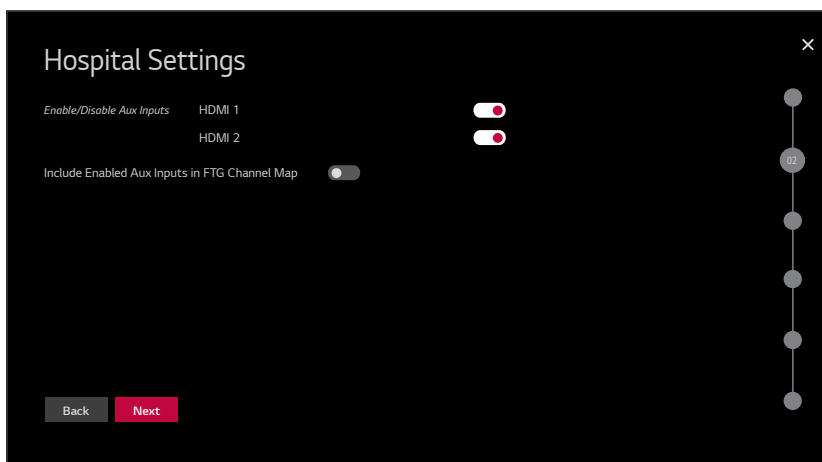 Hospital Settings
Enable/Disable Aux Inputs HDMI 1
HDMI 2
02
Include Enabled Aux Inputs in FTG Channel Map
Back Next